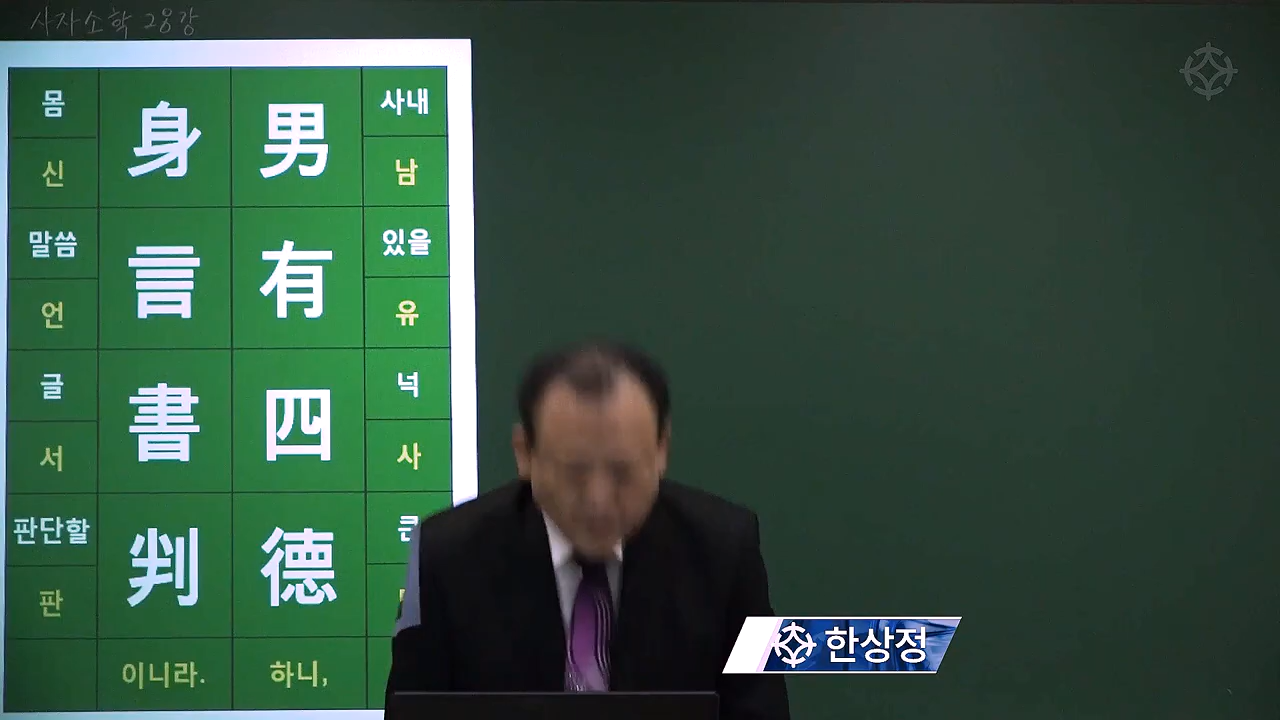 사자소학 28강
몸 身 男 사내
신 남
말씀 言 有 있을
언 유
글 書 四 넉
서 사
판단할 判 德 큰
판
이니라. 하니,
한상정